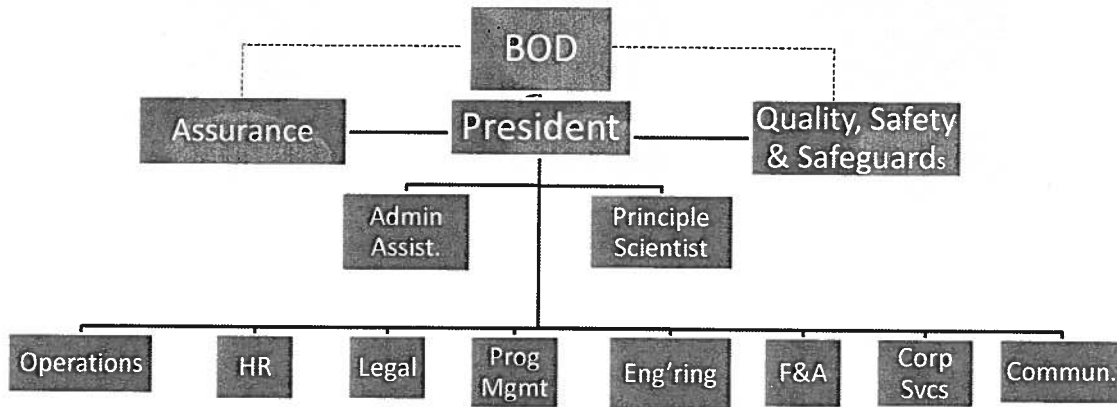 BOD
Assurance
President
Quality, Safety
& Safeguards
Admin
Assist.
Principle
Scientist
Operations
HR
Legal
Prog
Mgmt
Eng'ring
F&A
Corp
Svcs
Commun.